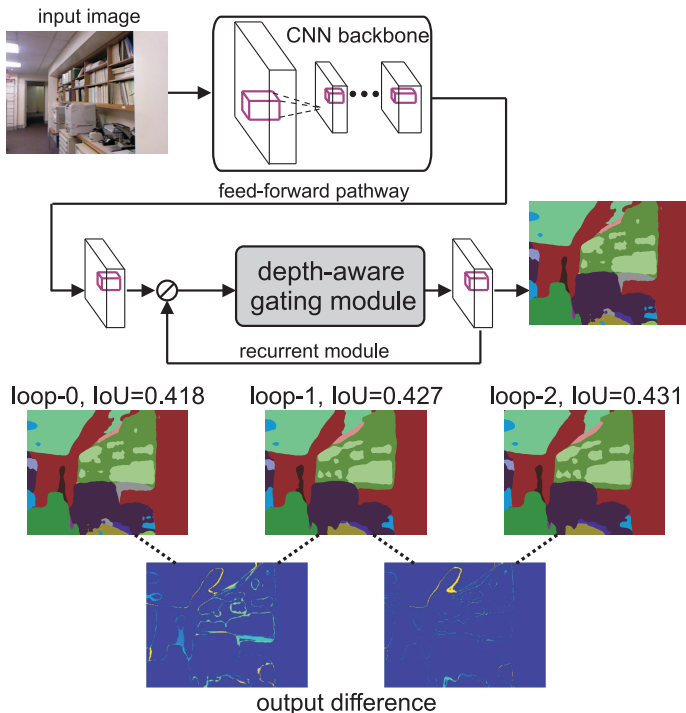 input image
CNN backbone
feed-forward pathway
depth-aware
gating module
recurrent module
loop-0, IoU=0.418
loop-1, IoU=0.427
loop-2, IoU=0.431
output difference